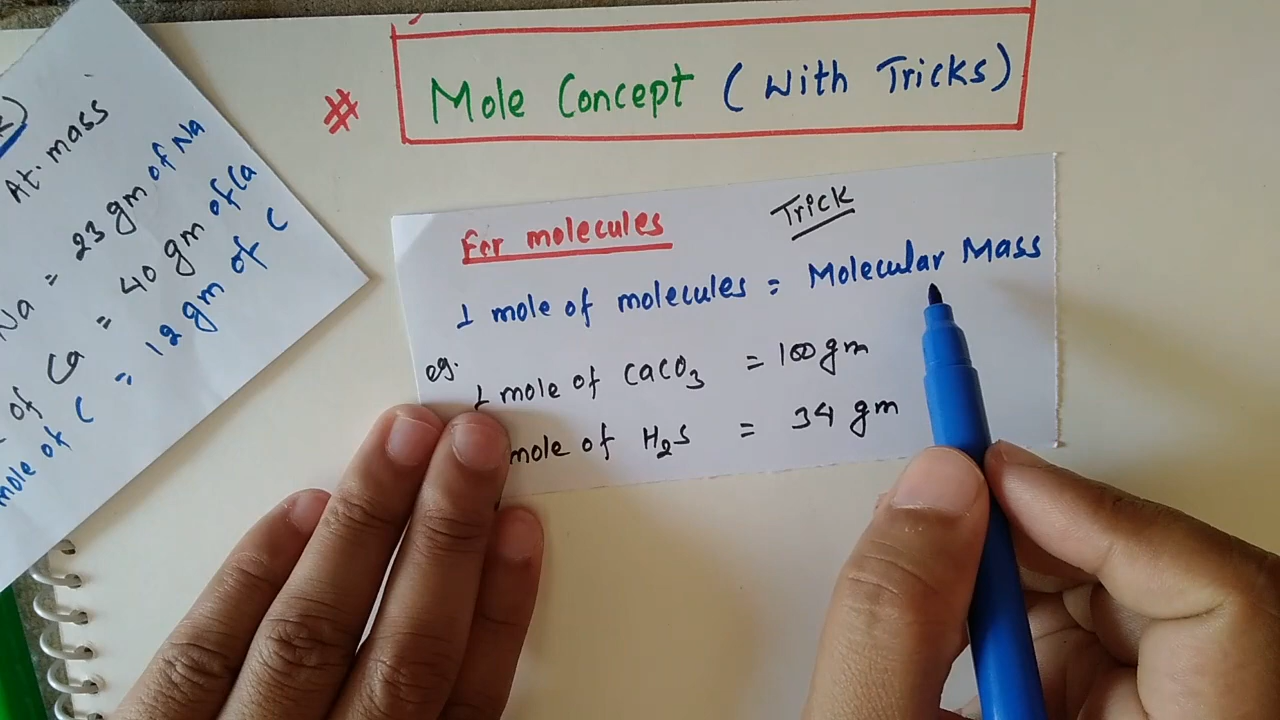 # Mole Concept (with Tricks)
At. mass
Na = 23 gm of Na
of Ca = 40 gm of Ca
mole of C = 12 gm of C
For molecules
Trick
1 mole of molecules = Molecular Mass
eg.
1 mole of CaCO3 = 100gm
mole of H2S = 34 gm